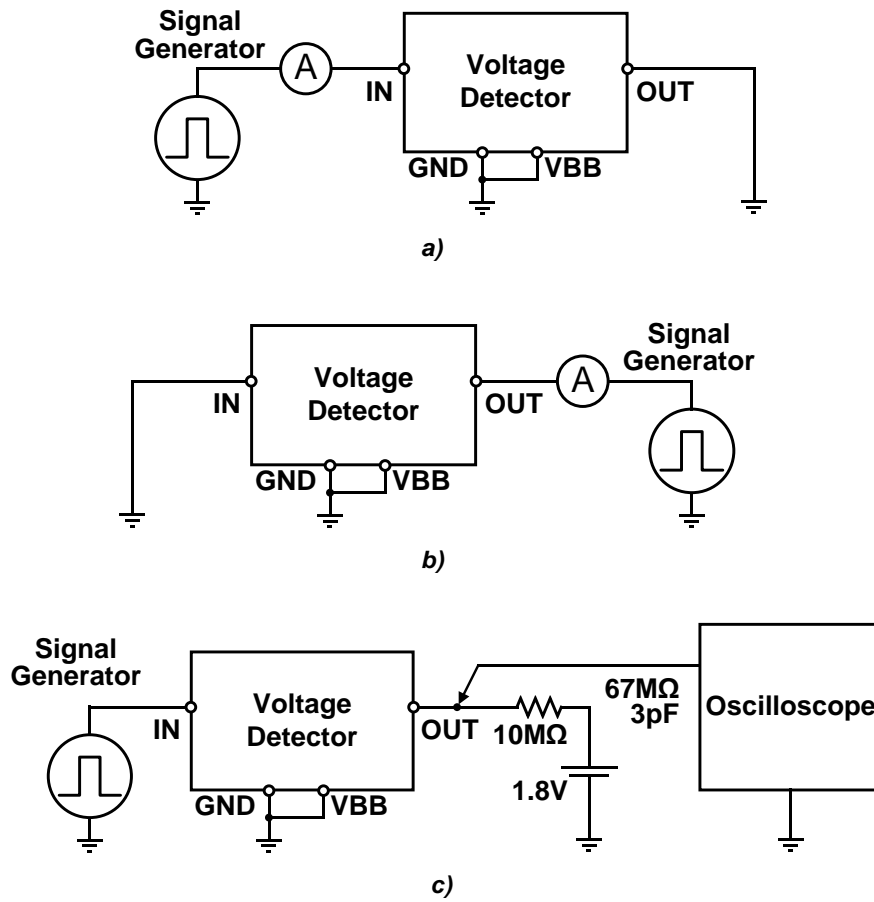 Signal
Generator
A
IN
Voltage
Detector
OUT
GND
VBB
a)
Voltage
Detector
IN
OUT
A
Signal
Generator
GND
VBB
b)
Signal
Generator
IN
Voltage
Detector
OUT
10MΩ
67MΩ
3pF
Oscilloscope
1.8V
GND
VBB
c)